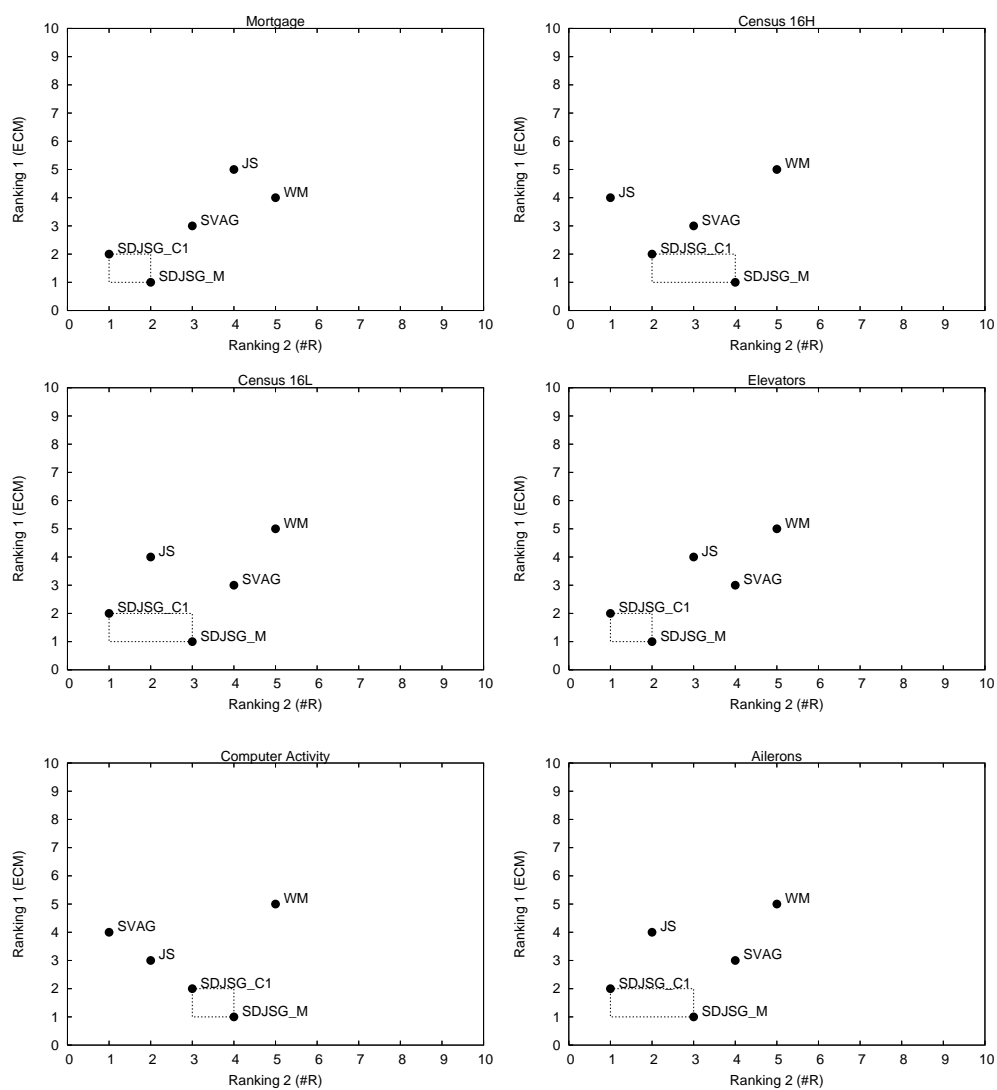 Mortgage
10
9
8
7
6
5
4
3
2
1
0
Ranking 1 (ECM)
JS
WM
SVAG
SDJSG_C1
SDJSG_M
0 1 2 3 4 5 6 7 8 9 10
Ranking 2 (#R)
Census 16H
10
9
8
7
6
5
4
3
2
1
0
Ranking 1 (ECM)
WM
JS
SVAG
SDJSG_C1
SDJSG_M
0 1 2 3 4 5 6 7 8 9 10
Ranking 2 (#R)
Census 16L
10
9
8
7
6
5
4
3
2
1
0
Ranking 1 (ECM)
WM
JS
SVAG
SDJSG_C1
SDJSG_M
0 1 2 3 4 5 6 7 8 9 10
Ranking 2 (#R)
Elevators
10
9
8
7
6
5
4
3
2
1
0
Ranking 1 (ECM)
WM
JS
SVAG
SDJSG_C1
SDJSG_M
0 1 2 3 4 5 6 7 8 9 10
Ranking 2 (#R)
Computer Activity
10
9
8
7
6
5
4
3
2
1
0
Ranking 1 (ECM)
WM
SVAG
JS
SDJSG_C1
SDJSG_M
0 1 2 3 4 5 6 7 8 9 10
Ranking 2 (#R)
Ailerons
10
9
8
7
6
5
4
3
2
1
0
Ranking 1 (ECM)
WM
JS
SVAG
SDJSG_C1
SDJSG_M
0 1 2 3 4 5 6 7 8 9 10
Ranking 2 (#R)